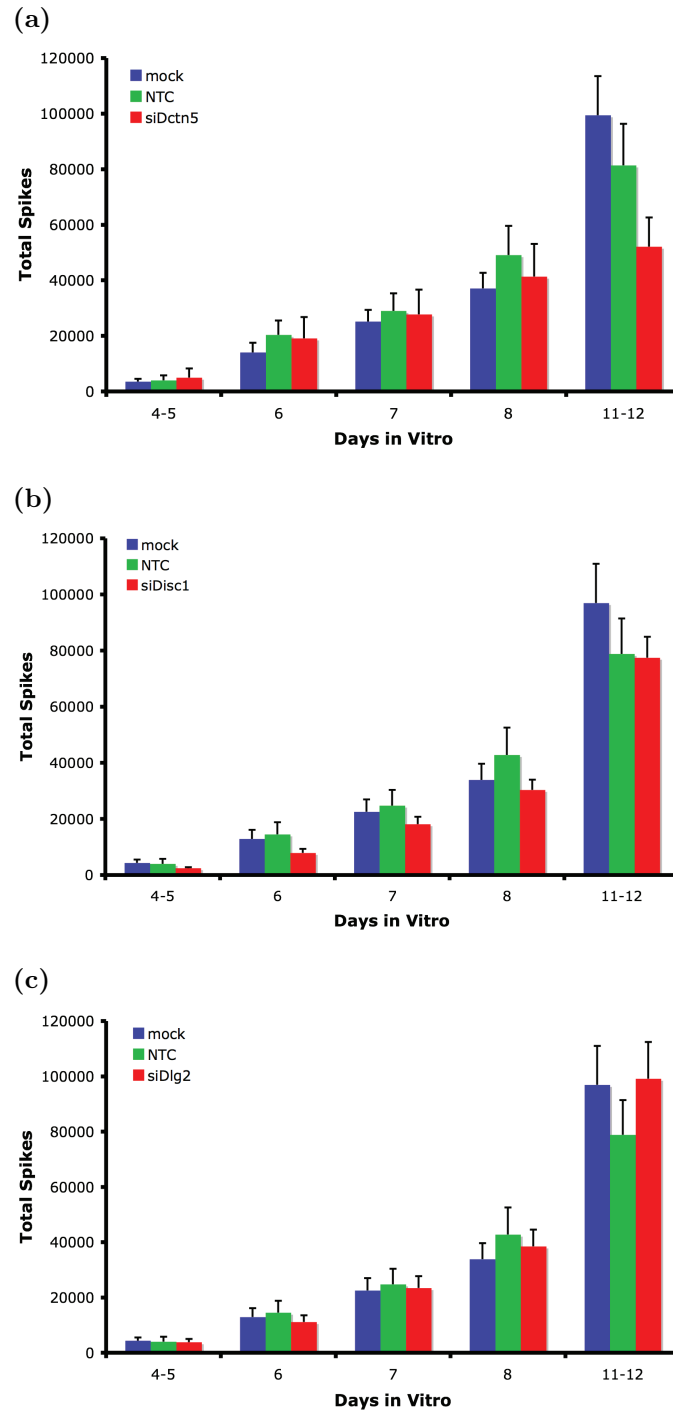 (a)
120000
100000
80000
60000
40000
20000
0
Total Spikes
mock
NTC
siDctn5
4-5 6 7 8 11-12
Days in Vitro
(b)
120000
100000
80000
60000
40000
20000
0
Total Spikes
mock
NTC
siDisc1
4-5 6 7 8 11-12
Days in Vitro
(c)
120000
100000
80000
60000
40000
20000
0
Total Spikes
mock
NTC
siDlg2
4-5 6 7 8 11-12
Days in Vitro